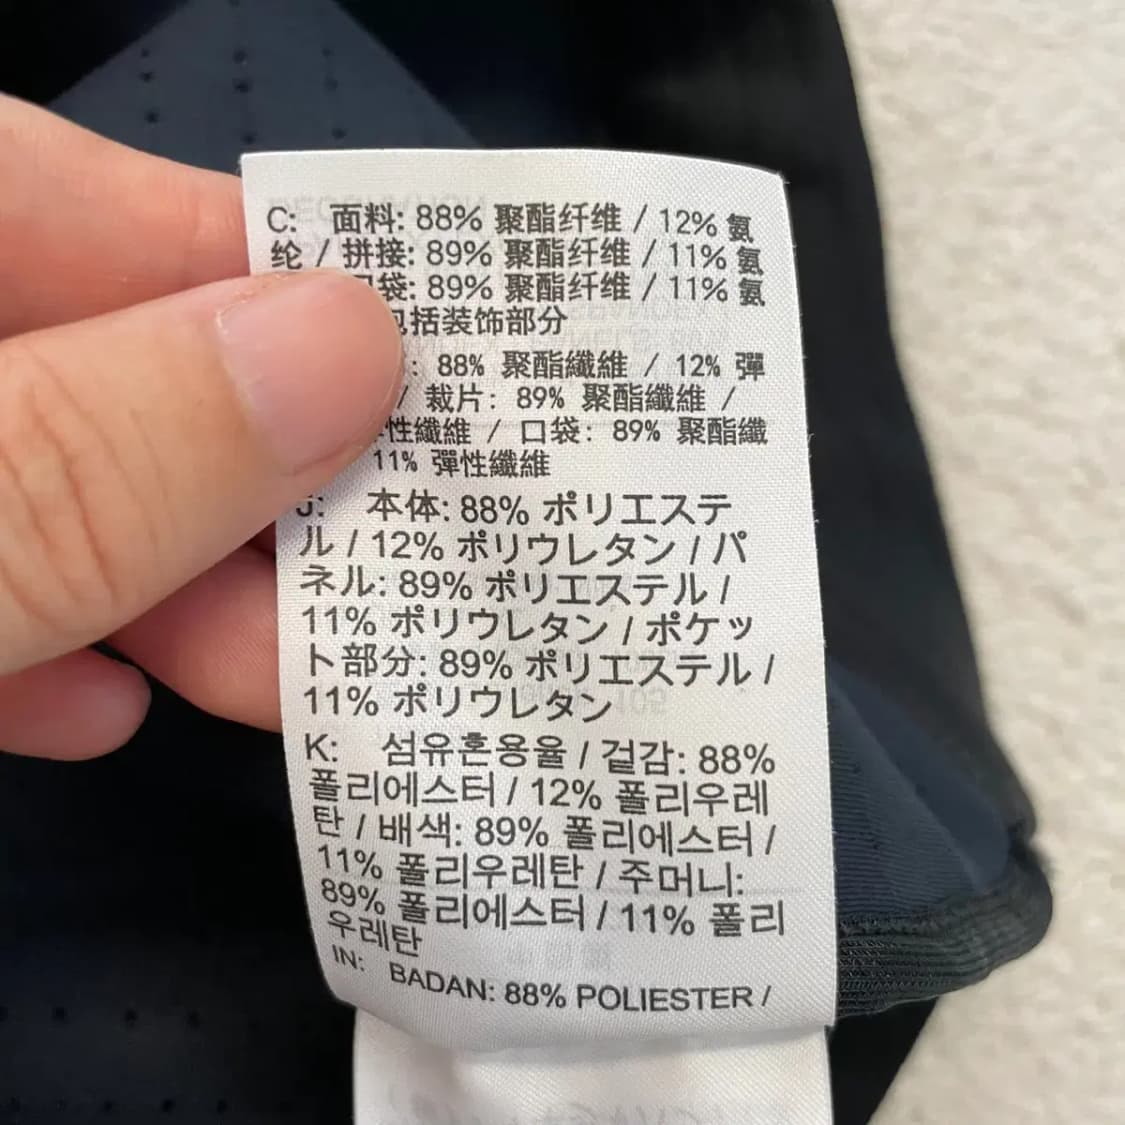 C: 面料: 88% 聚酯纤维 / 12% 氨
纶 / 拼接: 89% 聚酯纤维 / 11% 氨
袋: 89% 聚酯纤维 / 11% 氨
包括装饰部分
: 88% 聚酯纖維 / 12% 彈
/ 裁片: 89% 聚酯纖維 /
性纖維 / 口袋: 89% 聚酯纖
11% 彈性纖維
J: 本体: 88% ポリエステ
ル / 12% ポリウレタン / パ
ネル: 89% ポリエステル /
11% ポリウレタン / ポケッ
ト部分: 89% ポリエステル /
11% ポリウレタン
K: 섬유혼용율 / 겉감: 88%
폴리에스터 / 12% 폴리우레
탄 / 배색: 89% 폴리에스터 /
11% 폴리우레탄 / 주머니:
89% 폴리에스터 / 11% 폴리
우레탄
IN: BADAN: 88% POLIESTER /